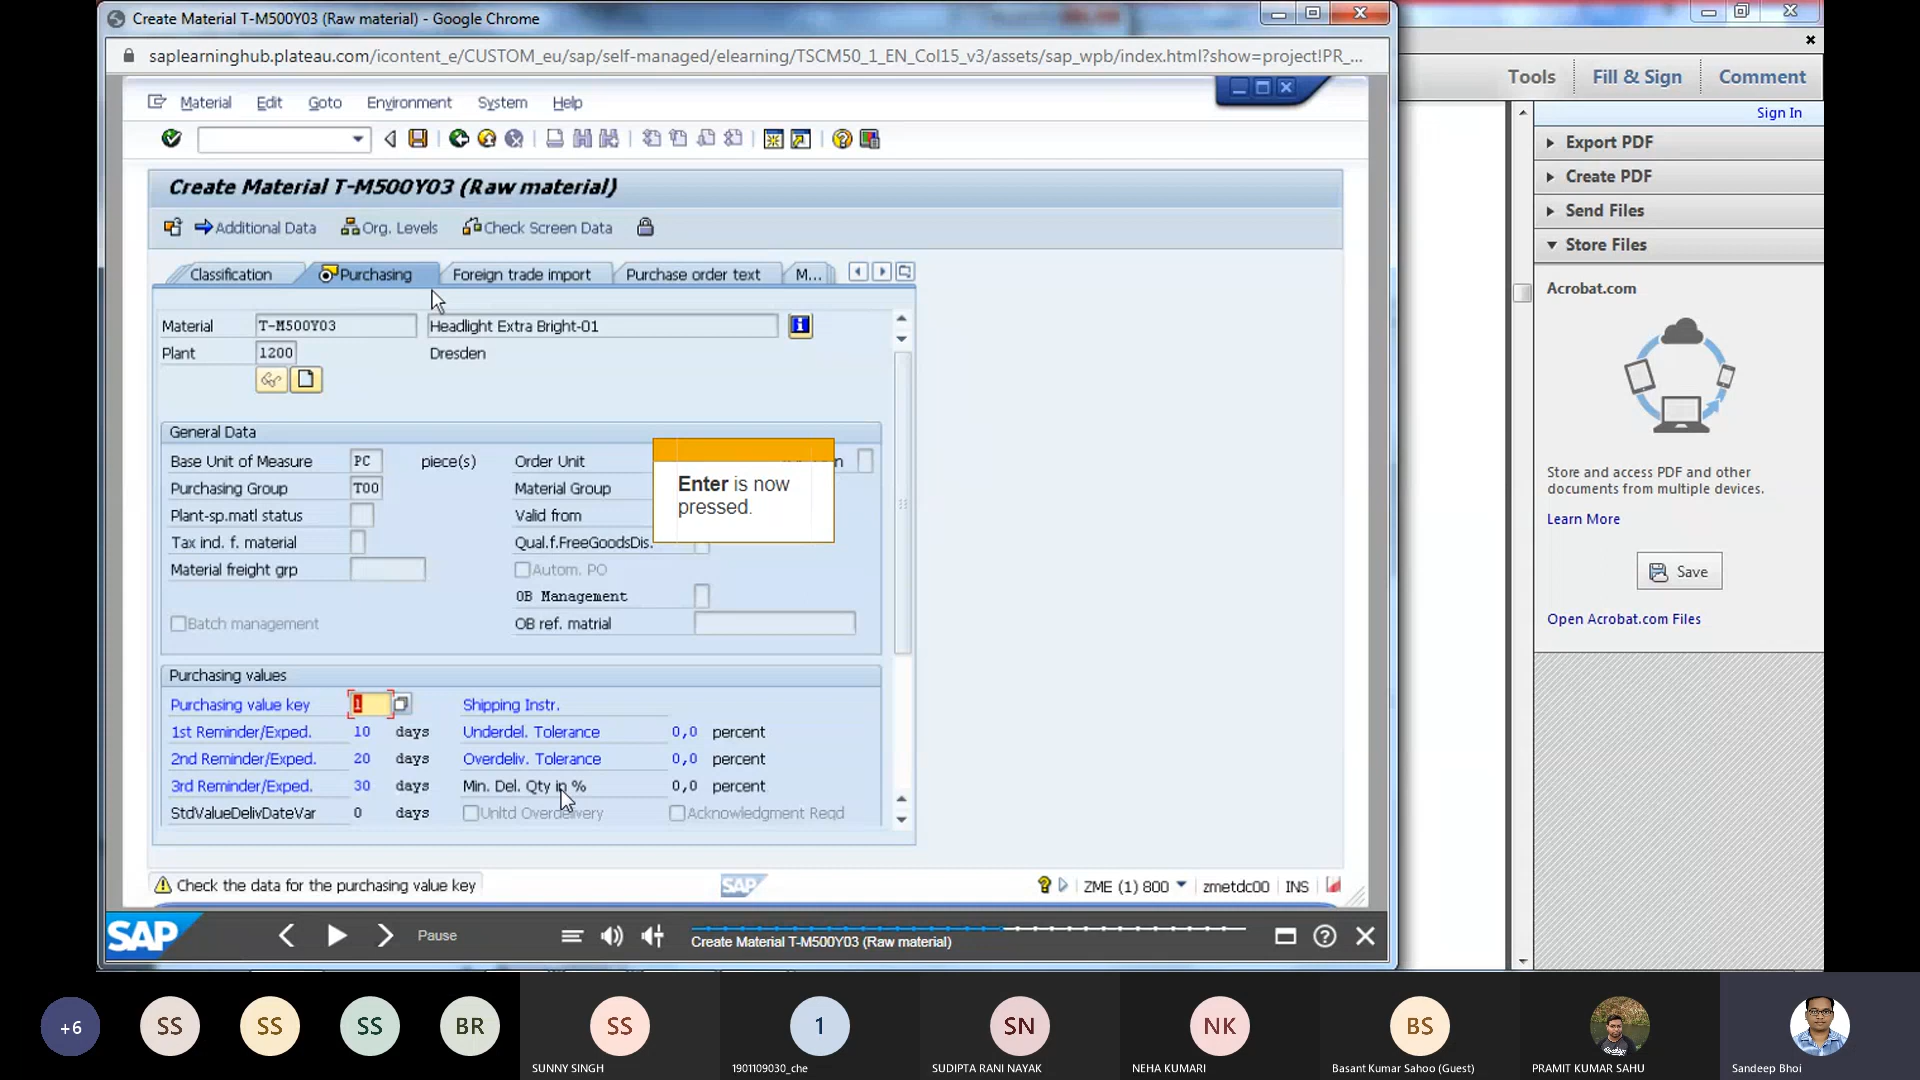 Create Material T-M500Y03 (Raw material) - Google Chrome
saplearninghub.plateau.com/icontent_e/CUSTOM_eu/sap/self-managed/elearning/TSCM50_1_EN_Col15_v3/assets/sap_wpb/index.html?show=project!PR_...
Material Edit Goto Environment System Help
Create Material T-M500Y03 (Raw material)
Additional Data Org. Levels Check Screen Data
Classification Purchasing Foreign trade import Purchase order text M...
Material T-M500Y03 Headlight Extra Bright-01
Plant 1200 Dresden
General Data
Base Unit of Measure PC piece(s) Order Unit
Purchasing Group T00 Material Group
Plant-sp.matl status Valid from
Tax ind. f. material Qual.f.FreeGoodsDis.
Material freight grp Autom. PO
OB Management
Batch management OB ref. matrial
Enter is now
pressed.
Purchasing values
Purchasing value key 1 Shipping Instr.
1st Reminder/Exped. 10 days Underdel. Tolerance 0,0 percent
2nd Reminder/Exped. 20 days Overdeliv. Tolerance 0,0 percent
3rd Reminder/Exped. 30 days Min. Del. Qty in % 0,0 percent
StdValueDelivDateVar 0 days Unltd Overdelivery Acknowledgment Reqd
Check the data for the purchasing value key SAP ZME (1) 800 zmetdc00 INS
SAP Pause Create Material T-M500Y03 (Raw material)
Tools Fill & Sign Comment
Sign In
Export PDF
Create PDF
Send Files
Store Files
Acrobat.com
Store and access PDF and other
documents from multiple devices.
Learn More
Save
Open Acrobat.com Files
+6 SS SS SS BR SS 1 SN NK BS
SUNNY SINGH 1901109030_che SUDIPTA RANI NAYAK NEHA KUMARI Basant Kumar Sahoo (Guest) PRAMIT KUMAR SAHU Sandeep Bhoi